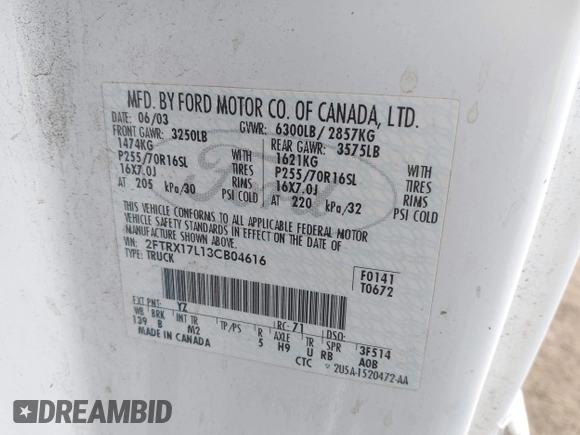 MFD. BY FORD MOTOR CO. OF CANADA, LTD.
DATE: 06/03 GVWR: 6300LB/ 2857KG
FRONT GAWR: 3250LB REAR GAWR: 3575LB
1474KG WITH 1621KG WITH
P255/70R16SL TIRES P255/70R16SL TIRES
16X7.0J RIMS 16X7.0J RIMS
AT 205 kPa/30 PSI COLD AT 220 kPa/32 PSI COLD
THIS VEHICLE CONFORMS TO ALL APPLICABLE FEDERAL MOTOR
VEHICLE SAFETY STANDARDS IN EFFECT ON THE DATE OF
MANUFACTURE SHOWN ABOVE.
VIN: 2FTRX17L13CB04616
TYPE: TRUCK
F0141
T0672
EXT PNT: YZ RC: 71 DSO:
WB BRK INT TR TP/PS R AXLE TR SPR 3F514
139 B M2 5 H9 U RB AOB
MADE IN CANADA CTC 2U5A-1520472-AA
Ford
DREAMBID